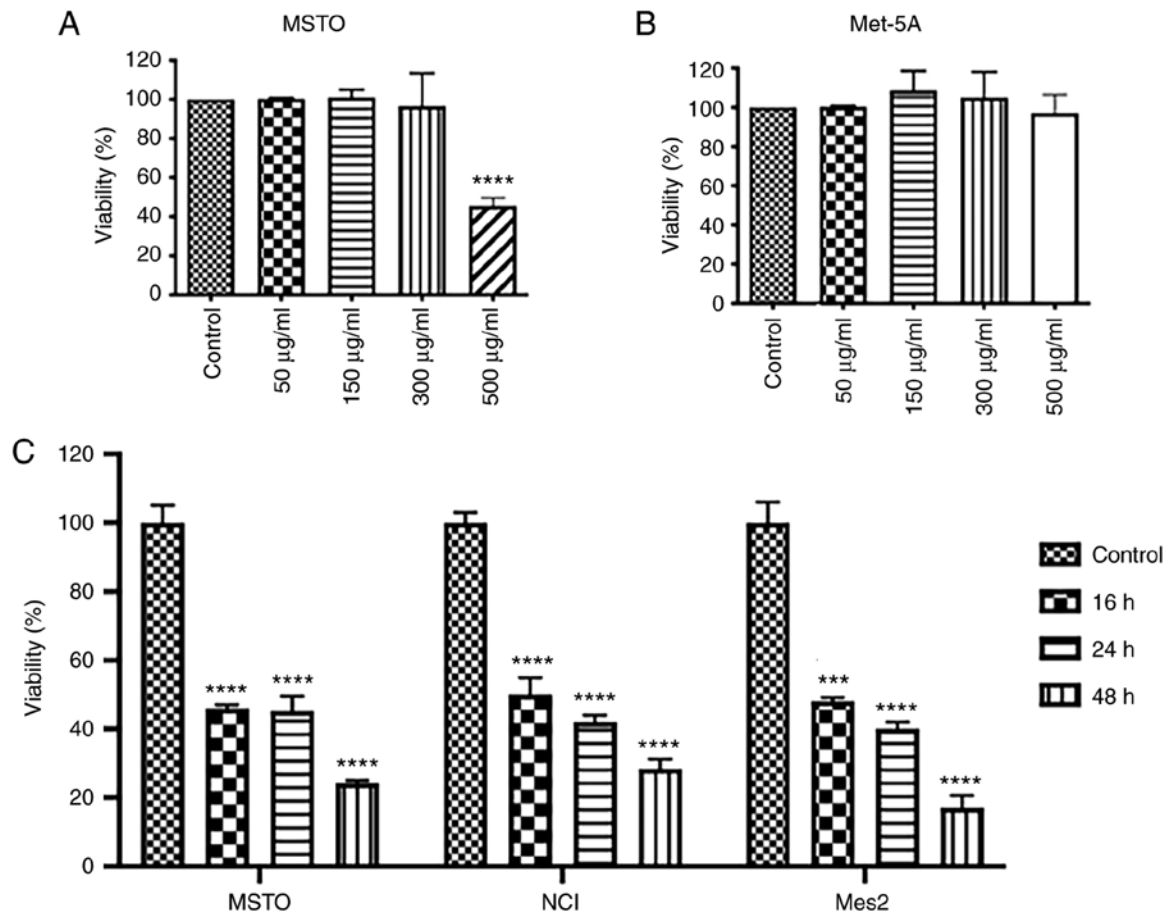 A
MSTO
Viability (%)
120
100
80
60
40
20
0
****
Control
50 µg/ml
150 µg/ml
300 µg/ml
500 µg/ml
B
Met-5A
Viability (%)
120
100
80
60
40
20
0
Control
50 µg/ml
150 µg/ml
300 µg/ml
500 µg/ml
C
Viability (%)
120
100
80
60
40
20
0
**** **** ****
**** **** ****
*** **** ****
MSTO NCI Mes2
Control
16 h
24 h
48 h